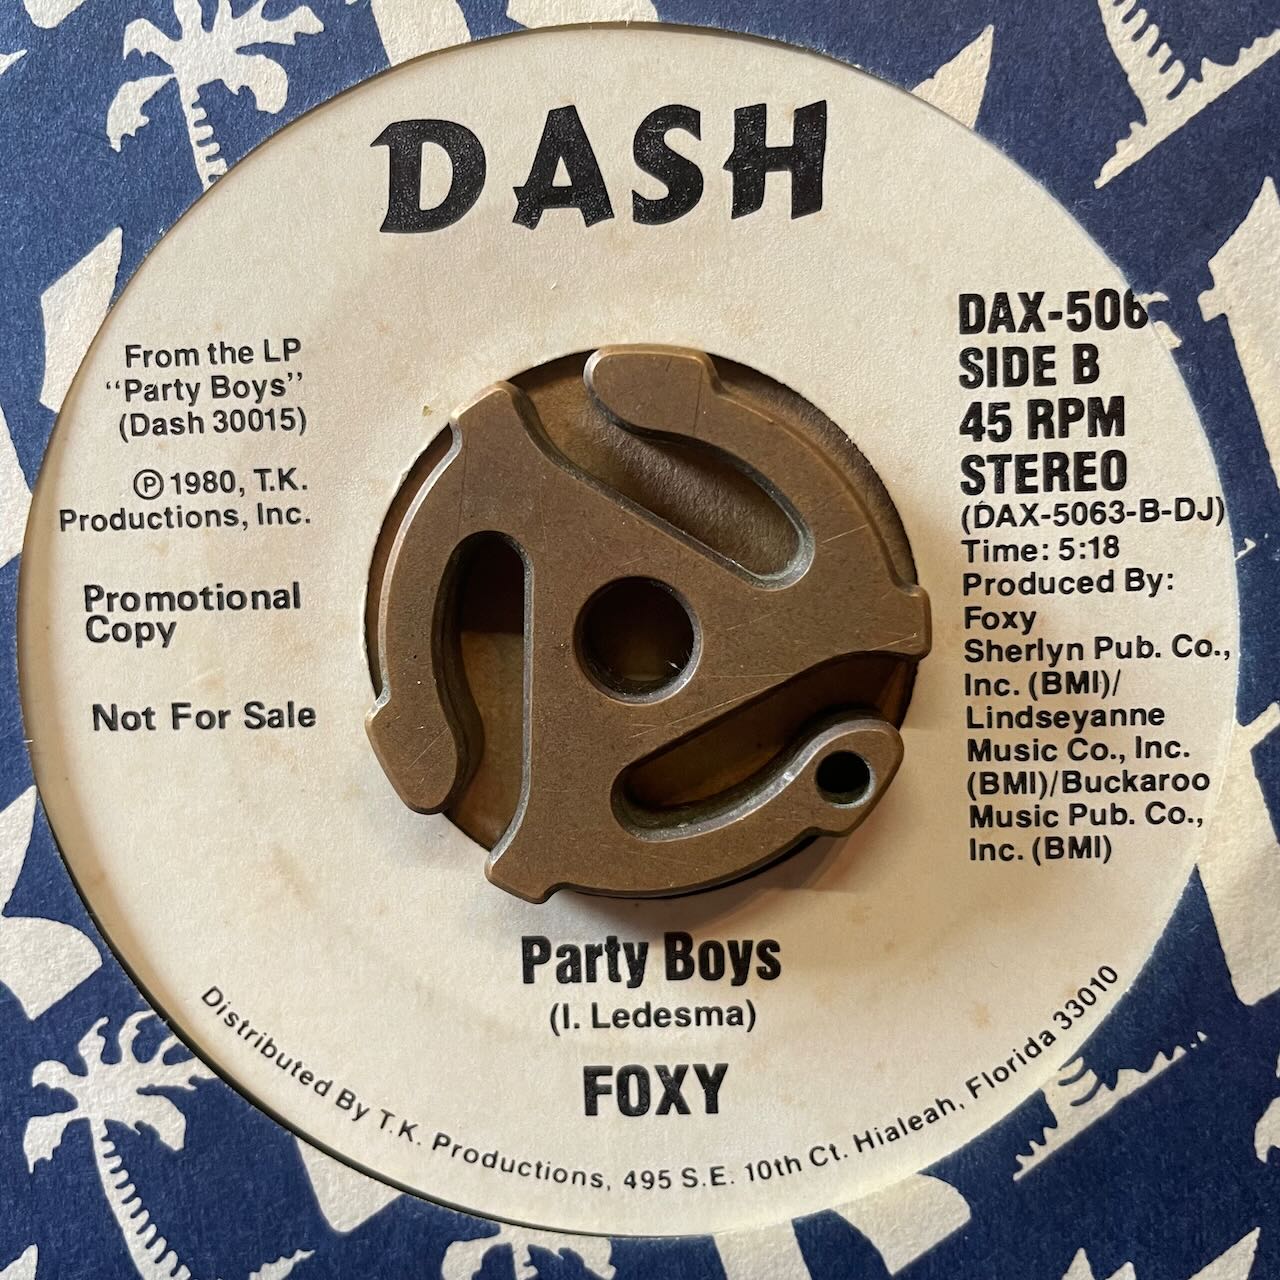 DASH
From the LP
"Party Boys"
(Dash 30015)
℗ 1980, T.K.
Productions, Inc.
Promotional
Copy
Not For Sale
DAX-506
SIDE B
45 RPM
STEREO
(DAX-5063-B-DJ)
Time: 5:18
Produced By:
Foxy
Sherlyn Pub. Co.,
Inc. (BMI)/
Lindseyanne
Music Co., Inc.
(BMI)/Buckaroo
Music Pub. Co.,
Inc. (BMI)
Party Boys
(I. Ledesma)
FOXY
Distributed By T.K. Productions, 495 S.E. 10th Ct. Hialeah, Florida 33010